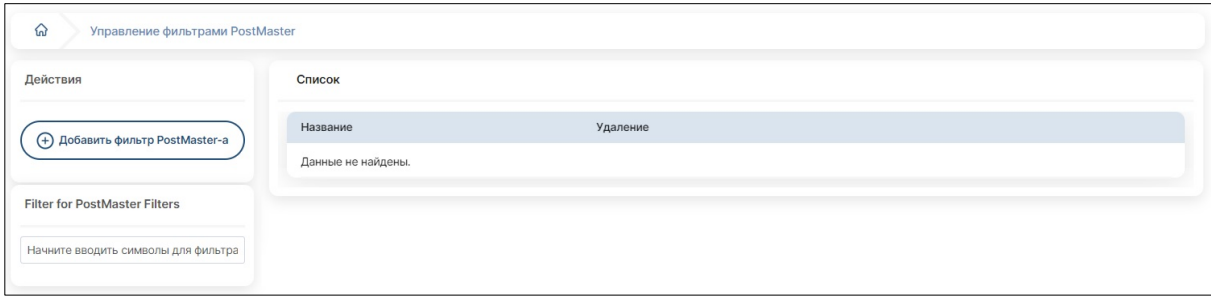 Управление фильтрами PostMaster
Действия
Добавить фильтр PostMaster-а
Filter for PostMaster Filters
Начните вводить символы для фильтра
Список
Название Удаление
Данные не найдены.